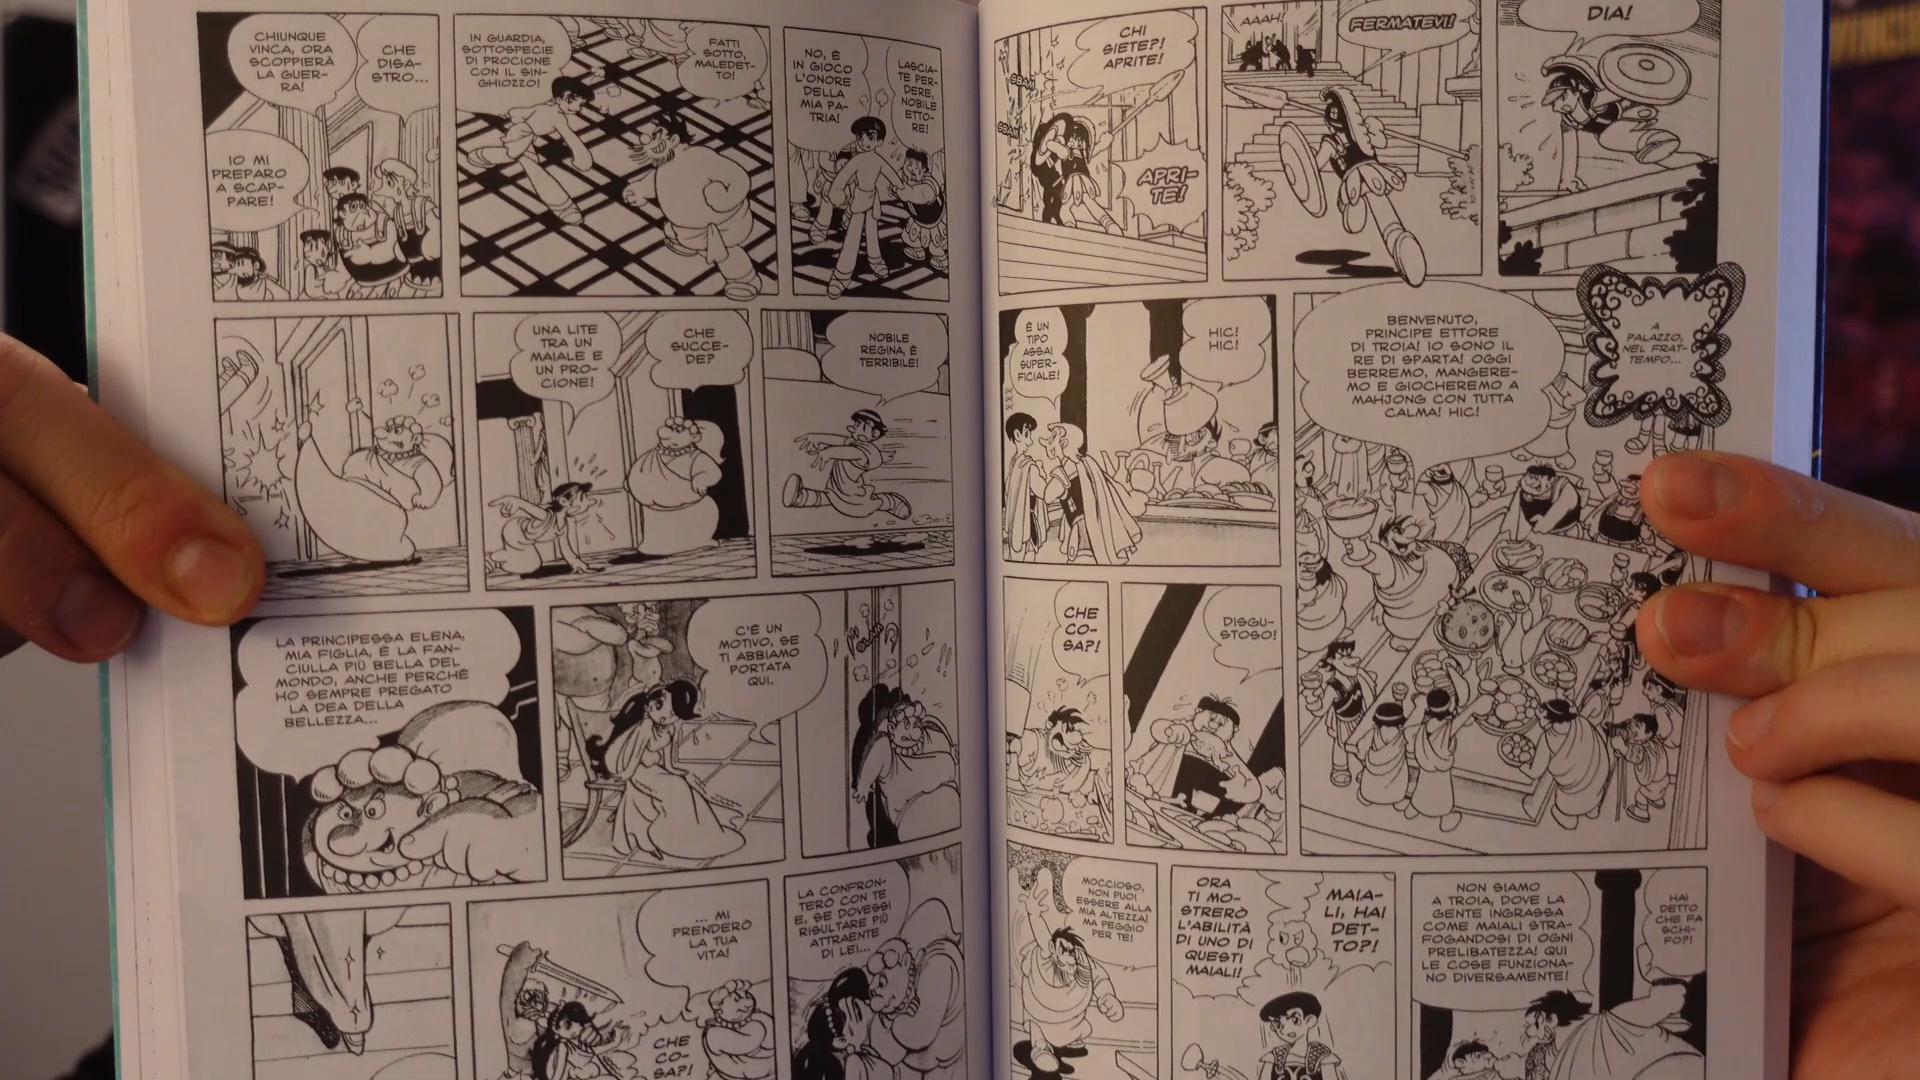 DIA!
FERMATEVI!
AAAH!
CHI
SIETE?!
APRITE!
SBAM
SBAM
APRI-
TE!
A
PALAZZO,
NEL FRAT-
TEMPO...
BENVENUTO,
PRINCIPE ETTORE
DI TROIA! IO SONO IL
RE DI SPARTA! OGGI
BERREMO, MANGERE-
MO E GIOCHEREMO A
MAHJONG CON TUTTA
CALMA! HIC!
HIC!
HIC!
È UN
TIPO
ASSAI
SUPER-
FICIALE!
DISGU-
STOSO!
CHE
CO-
SA?!
HAI
DETTO
CHE FA
SCHI-
FO?!
NON SIAMO
A TROIA, DOVE LA
GENTE INGRASSA
COME MAIALI STRA-
FOGANDOSI DI OGNI
PRELIBATEZZA! QUI
LE COSE FUNZIONA-
NO DIVERSAMENTE!
MAIA-
LI, HAI
DET-
TO?!
ORA
TI MO-
STRERÒ
L'ABILITÀ
DI UNO DI
QUESTI
MAIALI!
MOCCIOSO,
NON PUOI
ESSERE ALLA
MIA ALTEZZA!
MA PEGGIO
PER TE!
LASCIA-
TE PER-
DERE,
NOBILE
ETTO-
RE!
NO, È
IN GIOCO
L'ONORE
DELLA
MIA PA-
TRIA!
FATTI
SOTTO,
MALEDET-
TO!
IN GUARDIA,
SOTTOSPECIE
DI PROCIONE
CON IL SIN-
GHIOZZO!
CHE
DISA-
STRO...
CHIUNQUE
VINCA, ORA
SCOPPIERÀ
LA GUER-
RA!
IO MI
PREPARO
A SCAP-
PARE!
NOBILE
REGINA, È
TERRIBILE!
CHE
SUCCE-
DE?
UNA LITE
TRA UN
MAIALE E
UN PRO-
CIONE!
C'È UN
MOTIVO, SE
TI ABBIAMO
PORTATA
QUI.
LA PRINCIPESSA ELENA,
MIA FIGLIA, È LA FAN-
CIULLA PIÙ BELLA DEL
MONDO, ANCHE PERCHÉ
HO SEMPRE PREGATO
LA DEA DELLA
BELLEZZA...
LA CONFRON-
TERÒ CON TE
E, SE DOVESSI
RISULTARE PIÙ
ATTRAENTE
DI LEI...
... MI
PRENDERÒ
LA TUA
VITA!
CHE
CO-
SA?!